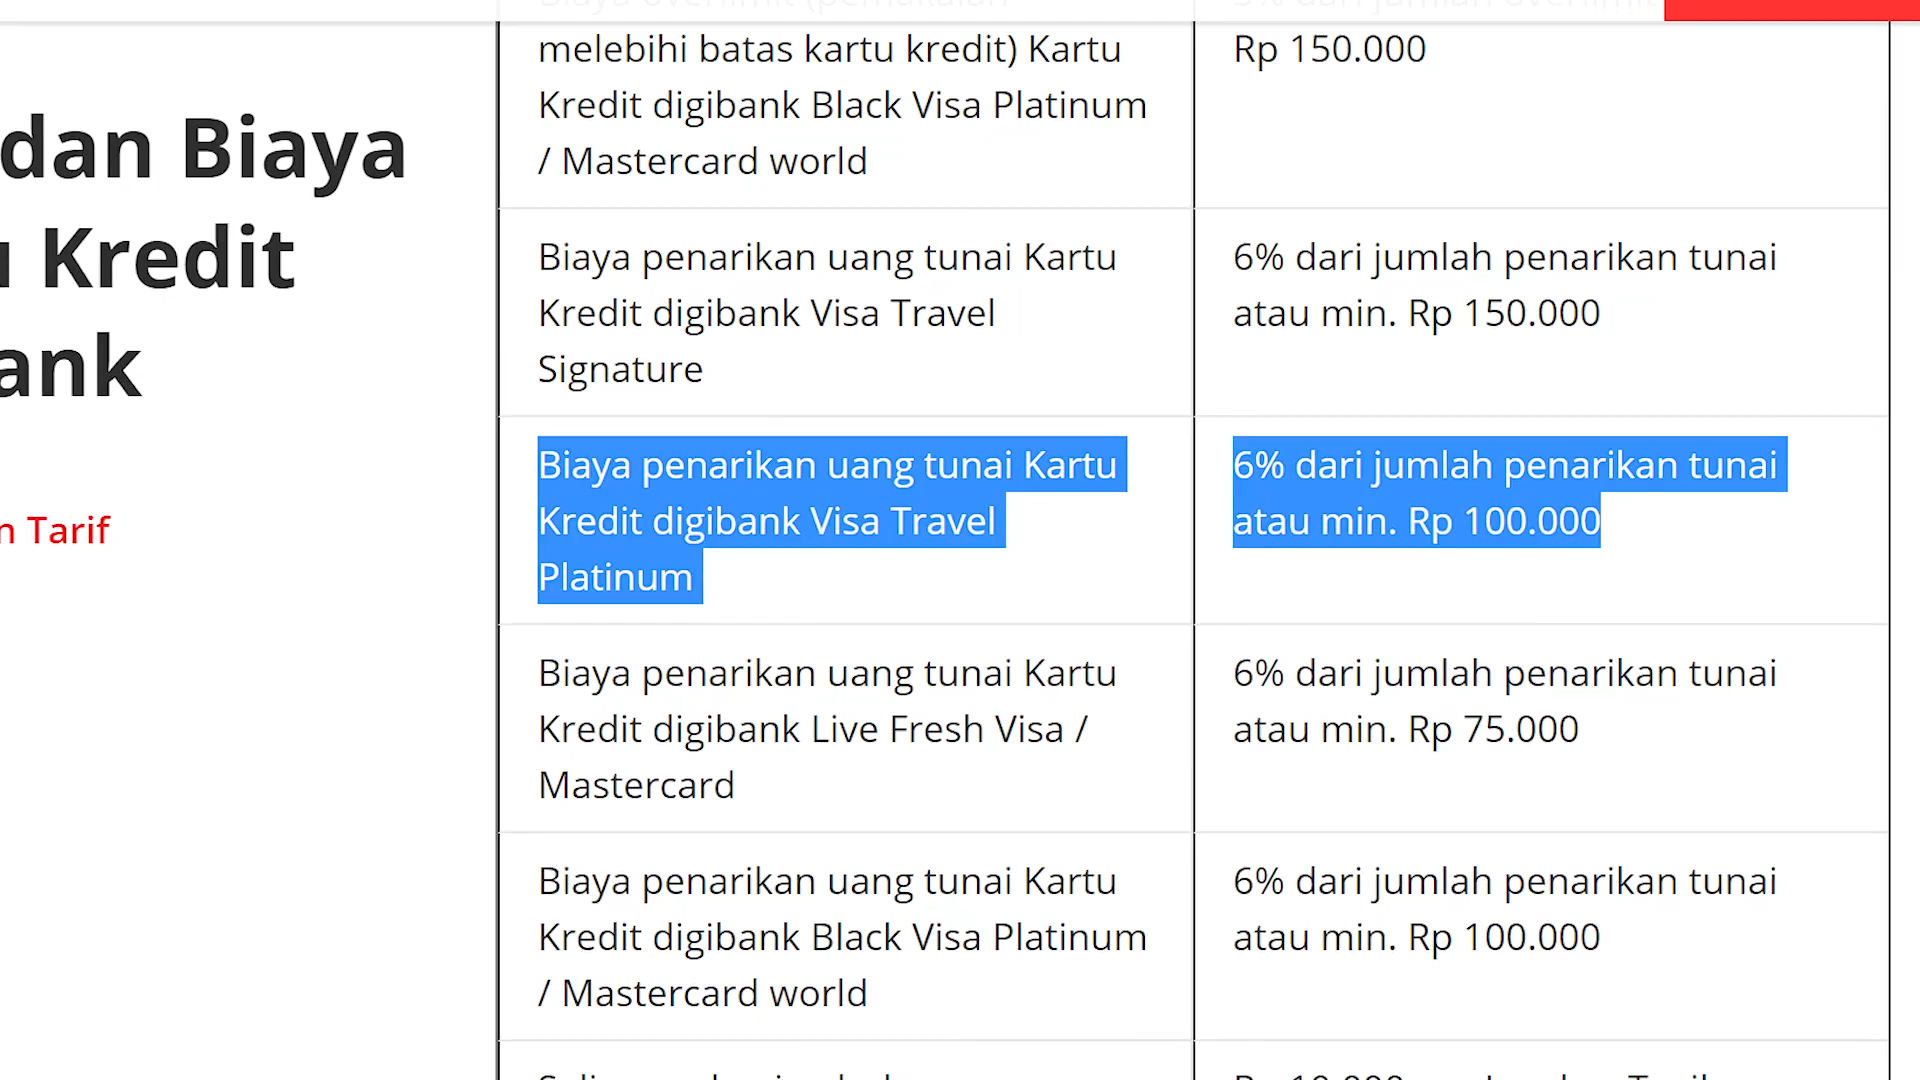 dan Biaya
Kredit
ank
n Tarif
melebihi batas kartu kredit) Kartu
Kredit digibank Black Visa Platinum
/ Mastercard world
Rp 150.000
Biaya penarikan uang tunai Kartu
Kredit digibank Visa Travel
Signature
6% dari jumlah penarikan tunai
atau min. Rp 150.000
Biaya penarikan uang tunai Kartu
Kredit digibank Visa Travel
Platinum
6% dari jumlah penarikan tunai
atau min. Rp 100.000
Biaya penarikan uang tunai Kartu
Kredit digibank Live Fresh Visa /
Mastercard
6% dari jumlah penarikan tunai
atau min. Rp 75.000
Biaya penarikan uang tunai Kartu
Kredit digibank Black Visa Platinum
/ Mastercard world
6% dari jumlah penarikan tunai
atau min. Rp 100.000